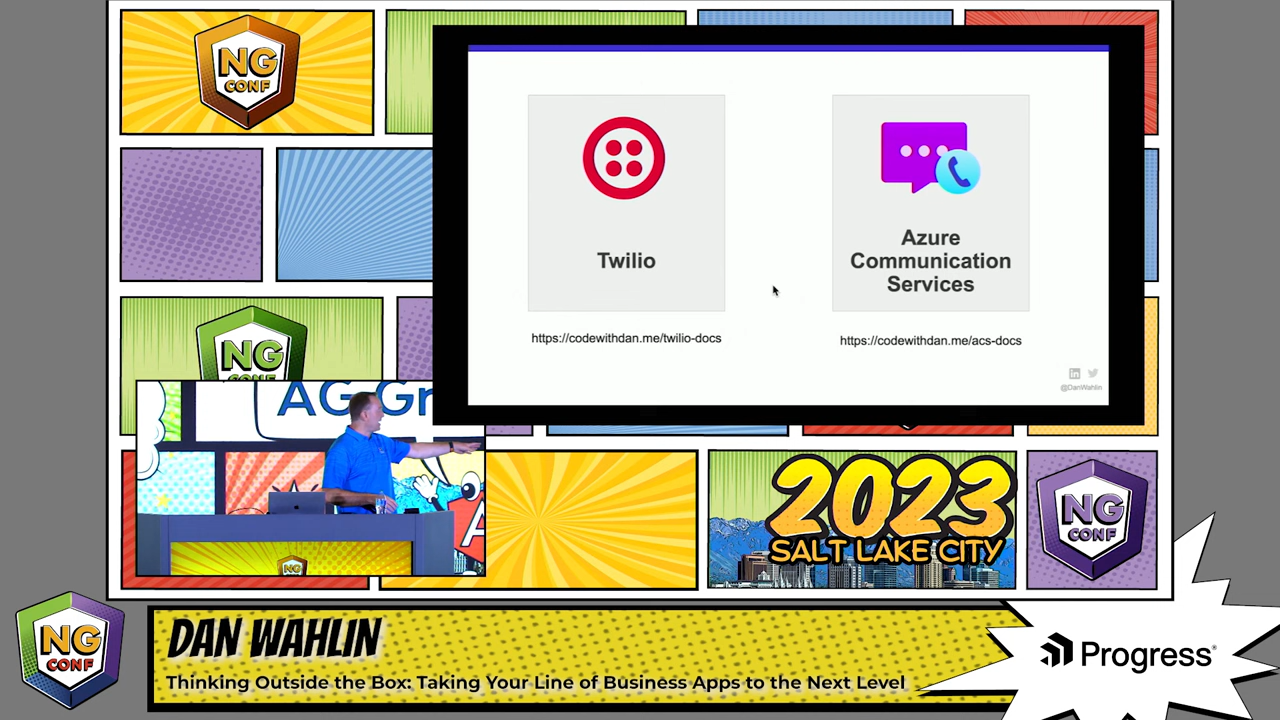 NG
CONF
Twilio
Azure
Communication
Services
https://codewithdan.me/twilio-docs
https://codewithdan.me/acs-docs
@DanWahlin
NG
CONF
AG Gr
A
NG
2023
SALT LAKE CITY
NG
CONF
NG
CONF
DAN WAHLIN
Thinking Outside the Box: Taking Your Line of Business Apps to the Next Level
Progress